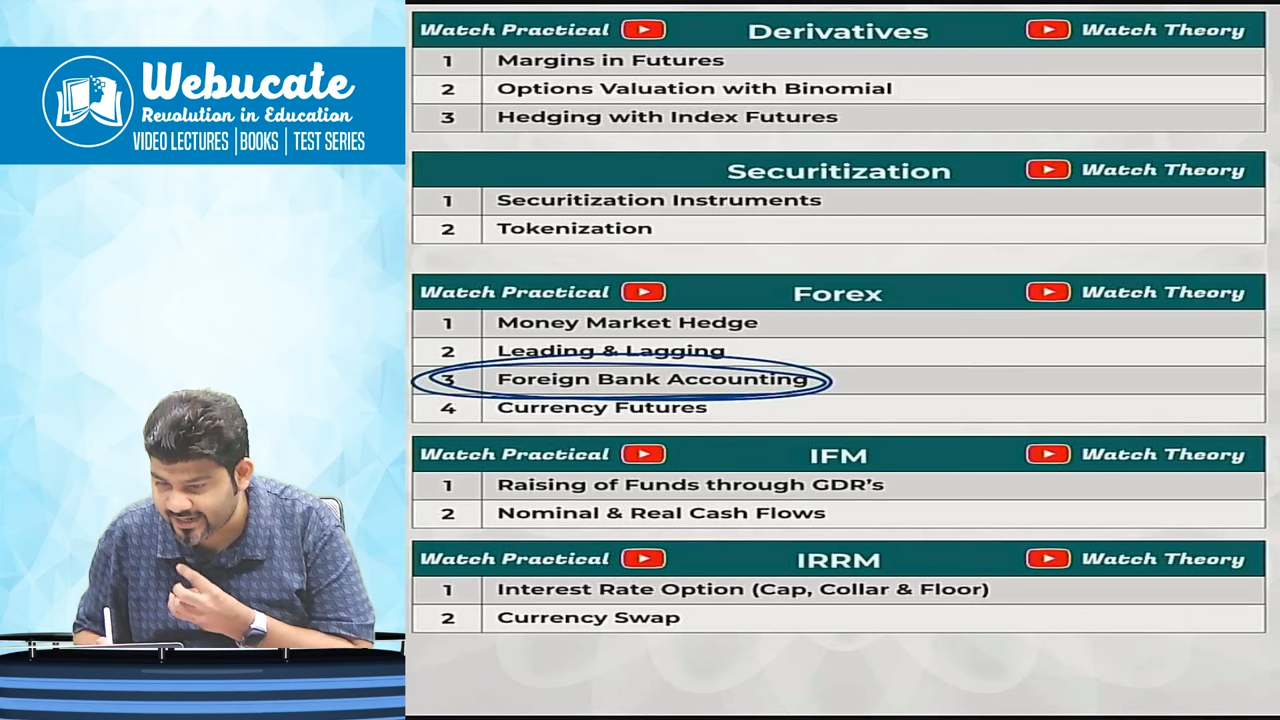 Webucate
Revolution in Education
VIDEO LECTURES | BOOKS | TEST SERIES
Watch Practical Derivatives Watch Theory
1 Margins in Futures
2 Options Valuation with Binomial
3 Hedging with Index Futures
Securitization Watch Theory
1 Securitization Instruments
2 Tokenization
Watch Practical Forex Watch Theory
1 Money Market Hedge
2 Leading & Lagging
3 Foreign Bank Accounting
4 Currency Futures
Watch Practical IFM Watch Theory
1 Raising of Funds through GDR's
2 Nominal & Real Cash Flows
Watch Practical IRRM Watch Theory
1 Interest Rate Option (Cap, Collar & Floor)
2 Currency Swap